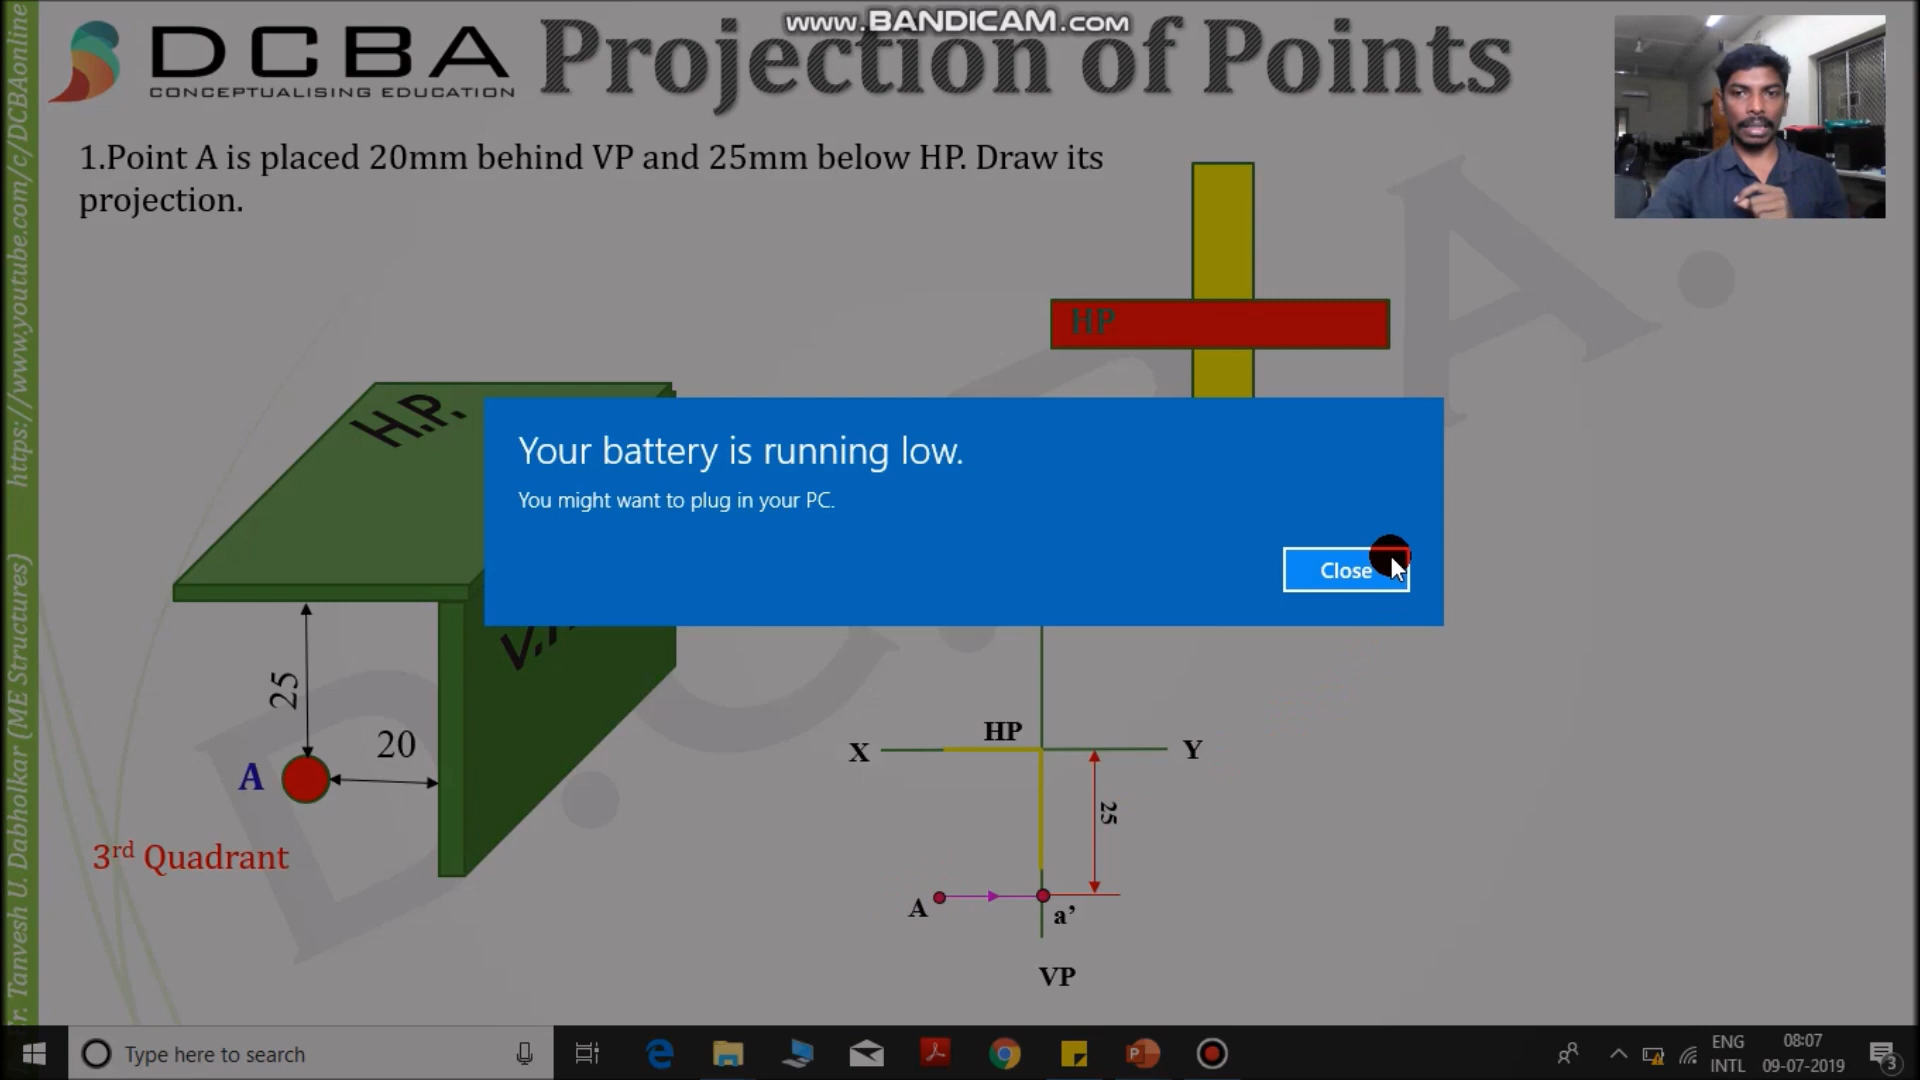 www.BANDICAM.com
DCBA
CONCEPTUALISING EDUCATION
Projection of Points
1.Point A is placed 20mm behind VP and 25mm below HP. Draw its
projection.
HP
H.P.
Your battery is running low.
You might want to plug in your PC.
Close
25
20
A
3rd Quadrant
HP
X
Y
25
A
a’
VP
https://www.youtube.com/c/DCBAonline
r. Tanvesh U. Dabholkar (ME Structures)
D.C.B.A.
Type here to search
ENG
INTL
08:07
09-07-2019
3